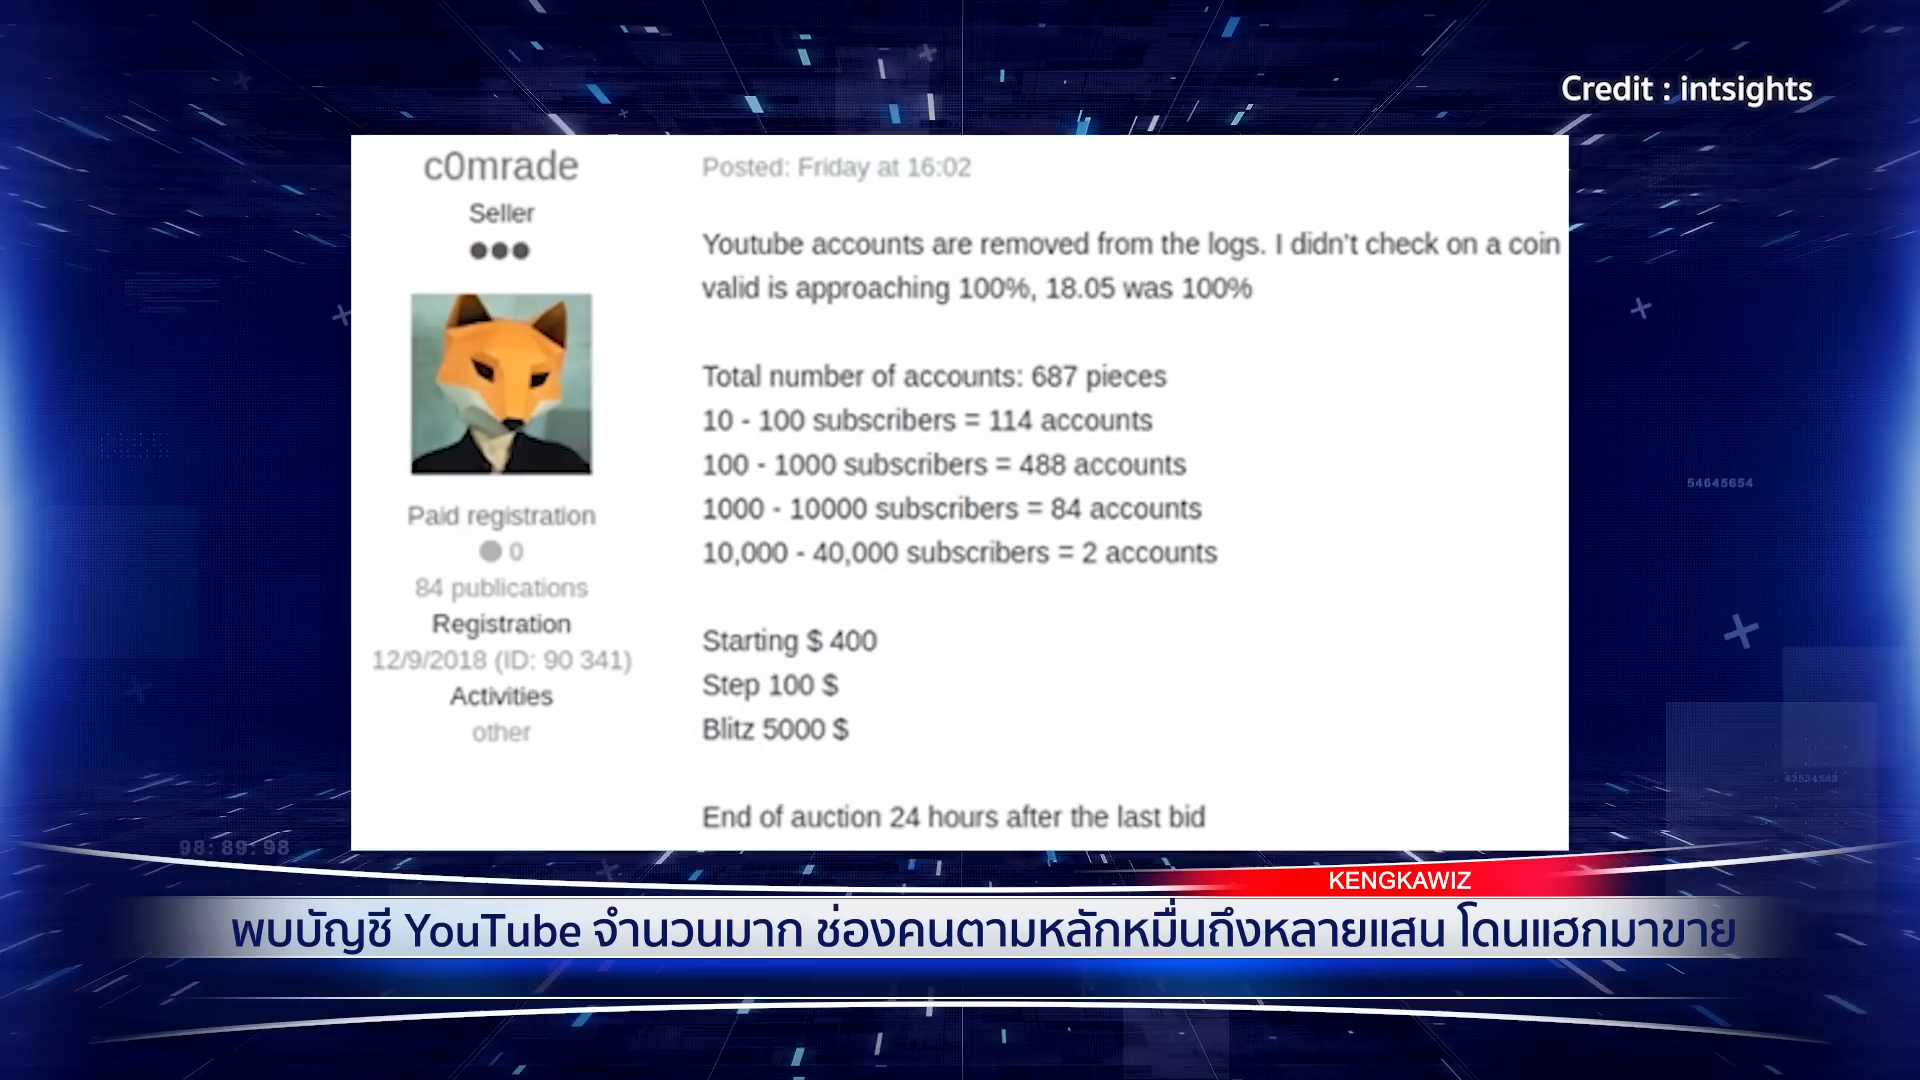 Credit : intsights
c0mrade
Seller
Paid registration
0
84 publications
Registration
12/9/2018 (ID: 90 341)
Activities
other
Posted: Friday at 16:02
Youtube accounts are removed from the logs. I didn't check on a coin
valid is approaching 100%, 18.05 was 100%
Total number of accounts: 687 pieces
10 - 100 subscribers = 114 accounts
100 - 1000 subscribers = 488 accounts
1000 - 10000 subscribers = 84 accounts
10,000 - 40,000 subscribers = 2 accounts
Starting $ 400
Step 100 $
Blitz 5000 $
End of auction 24 hours after the last bid
54645654
98: 89: 98
KENGKAWIZ
พบบัญชี YouTube จำนวนมาก ช่องคนตามหลักหมื่นถึงหลายแสน โดนแฮกมาขาย